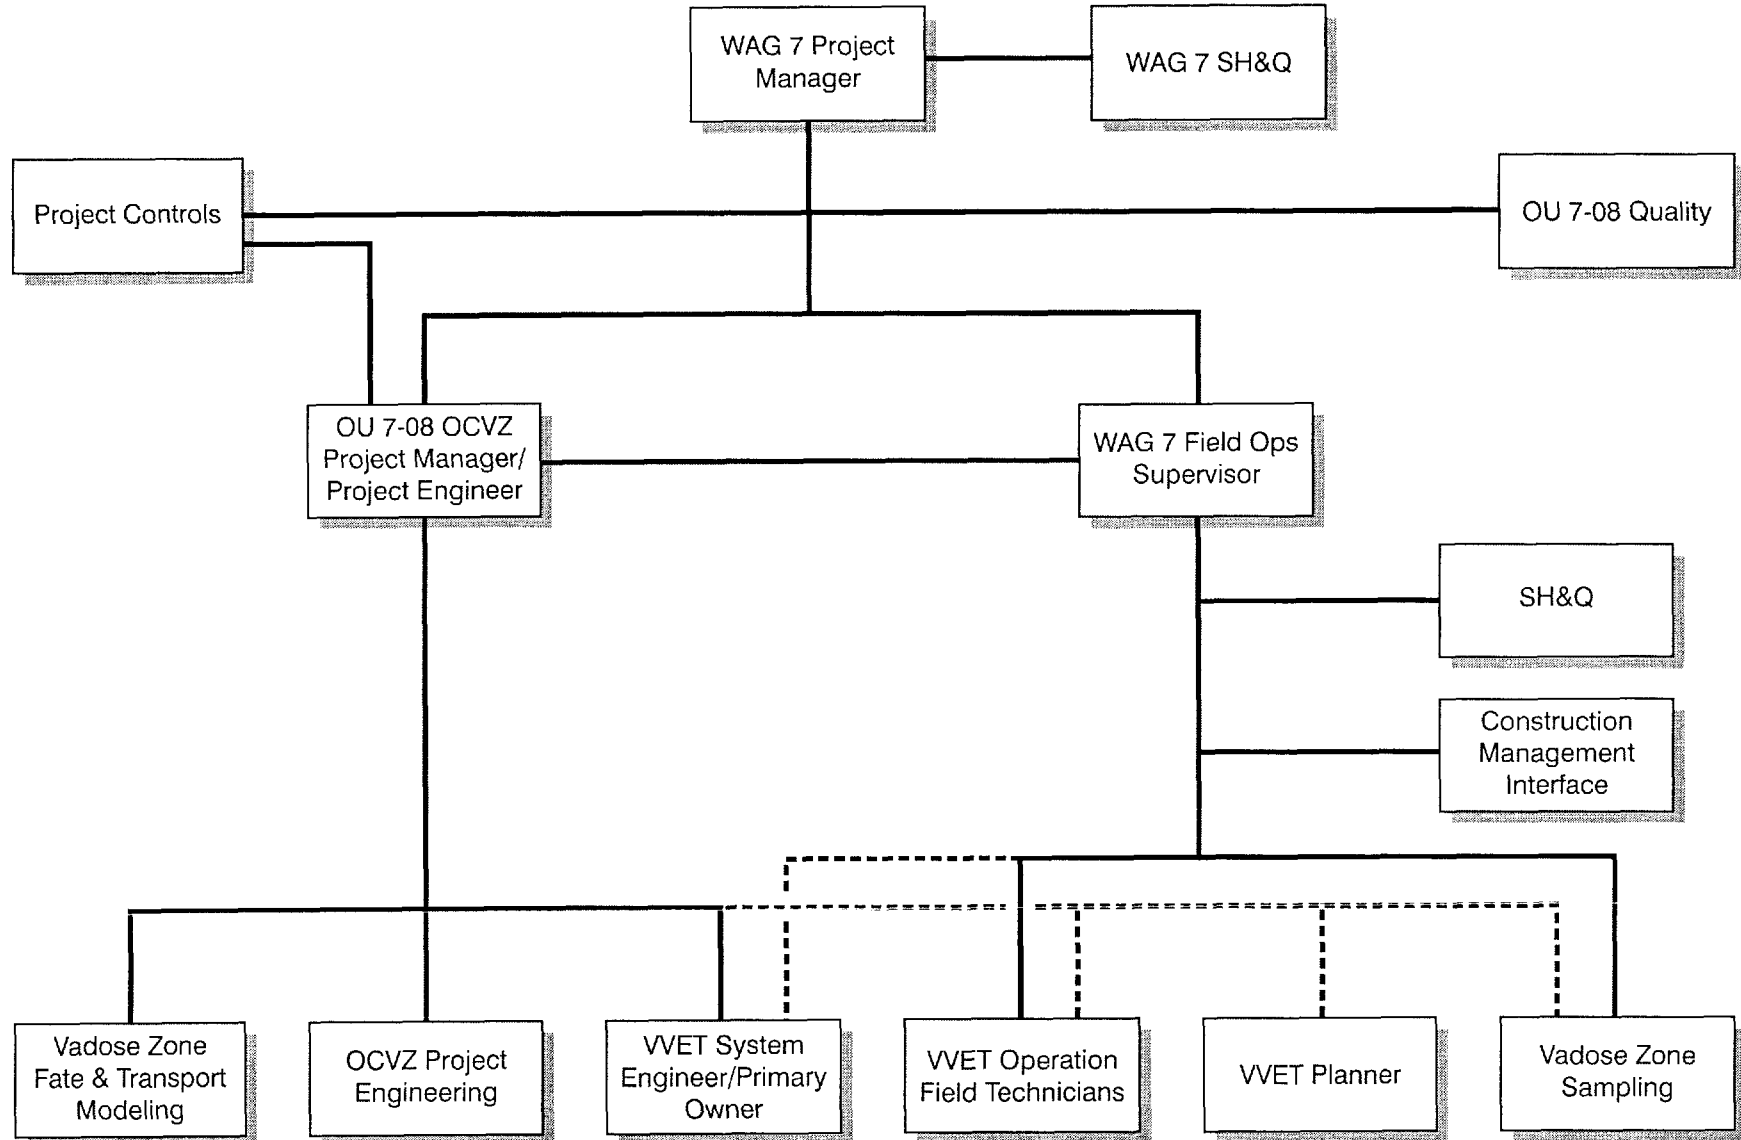 WAG 7 Project
Manager
WAG 7 SH&Q
Project Controls
OU 7-08 Quality
OU 7-08 OCVZ
Project Manager/
Project Engineer
WAG 7 Field Ops
Supervisor
SH&Q
Construction
Management
Interface
Vadose Zone
Fate & Transport
Modeling
OCVZ Project
Engineering
VVET System
Engineer/Primary
Owner
VVET Operation
Field Technicians
VVET Planner
Vadose Zone
Sampling